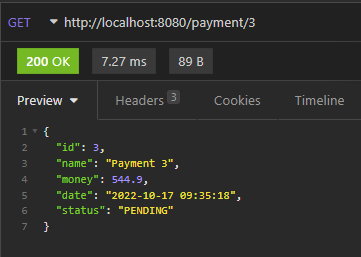 GET http://localhost:8080/payment/3
200 OK 7.27 ms 89 B
Preview Headers 3 Cookies Timeline
1 {
2 "id": 3,
3 "name": "Payment 3",
4 "money": 544.9,
5 "date": "2022-10-17 09:35:18",
6 "status": "PENDING"
7 }